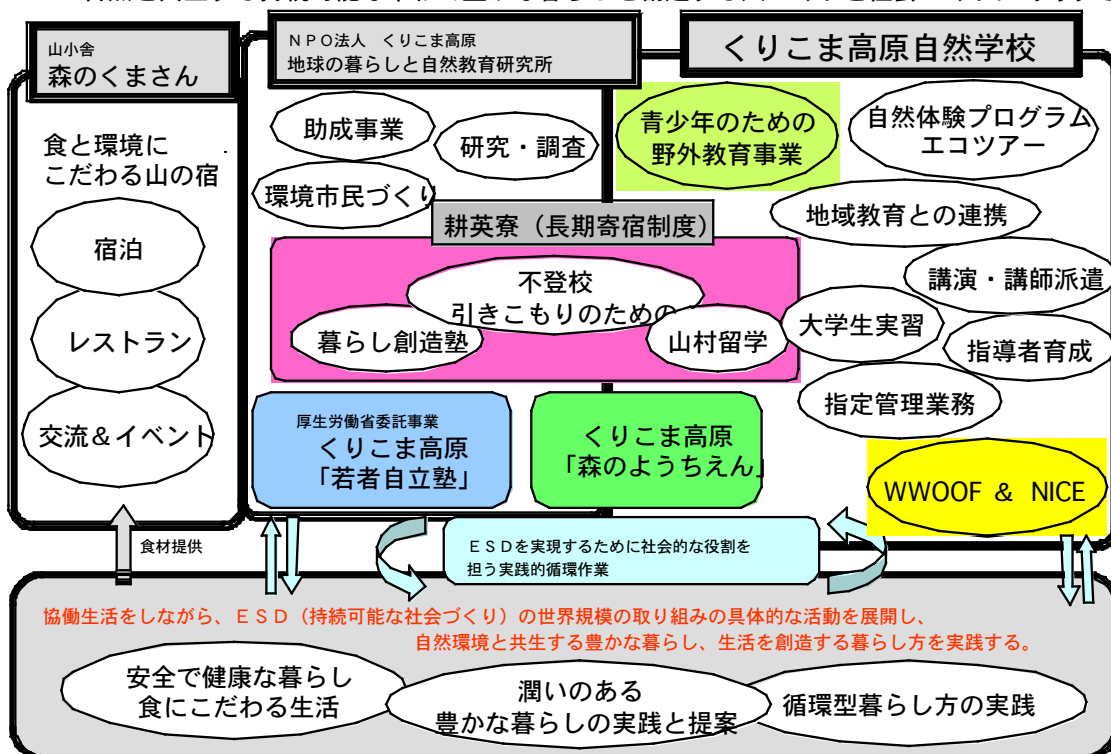 山小舎
森のくまさん
食と環境に
こだわる山の宿
宿泊
レストラン
交流&イベント
食材提供
NPO法人 くりこま高原
地球の暮らしと自然教育研究所
助成事業
研究・調査
環境市民づくり
くりこま高原自然学校
青少年のための
野外教育事業
自然体験プログラム
エコツアー
地域教育との連携
講演・講師派遣
大学生実習
指導者育成
指定管理業務
WWOOF & NICE
耕英寮(長期寄宿制度)
不登校
引きこもりのための
暮らし創造塾
山村留学
厚生労働省委託事業
くりこま高原
「若者自立塾」
くりこま高原
「森のようちえん」
ESDを実現するために社会的な役割を
担う実践的循環作業
協働生活をしながら、ESD(持続可能な社会づくり)の世界規模の取り組みの具体的な活動を展開し、
自然環境と共生する豊かな暮らし、生活を創造する暮らし方を実践する。
安全で健康な暮らし
食にこだわる生活
潤いのある
豊かな暮らしの実践と提案
循環型暮らし方の実践